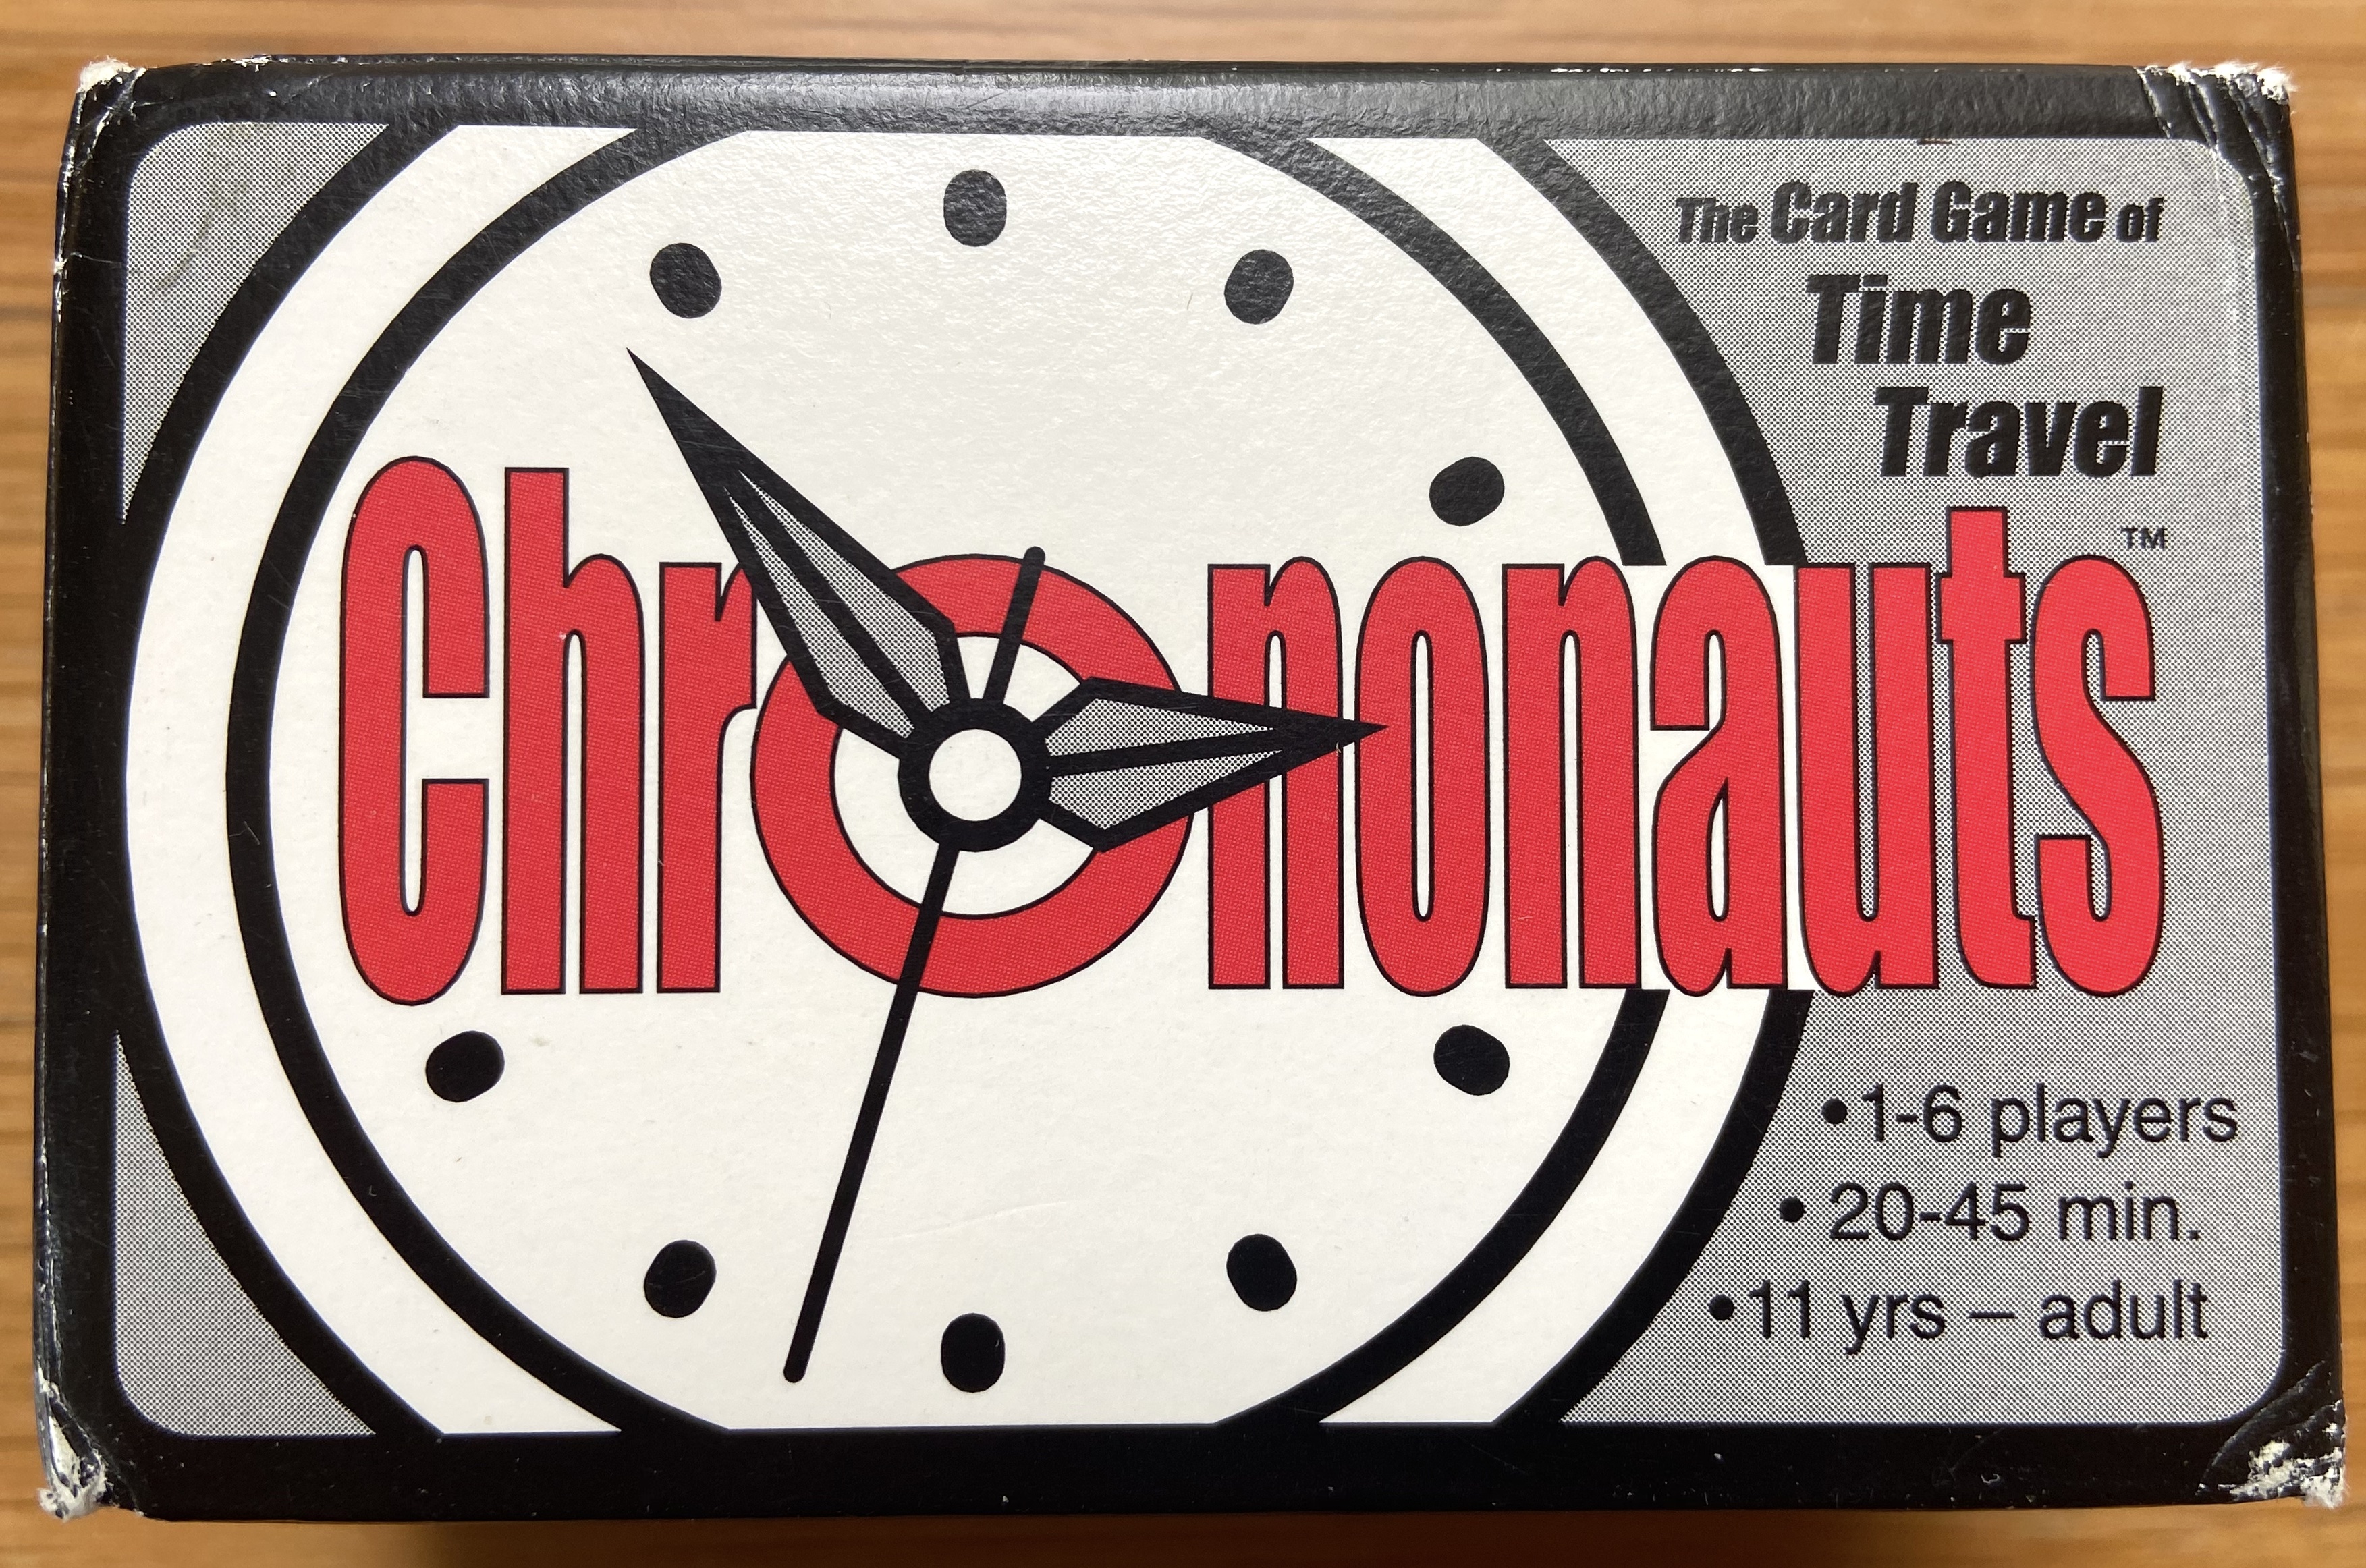 The Card Game of
Time
Travel
Chrononauts™
•1-6 players
• 20-45 min.
•11 yrs – adult